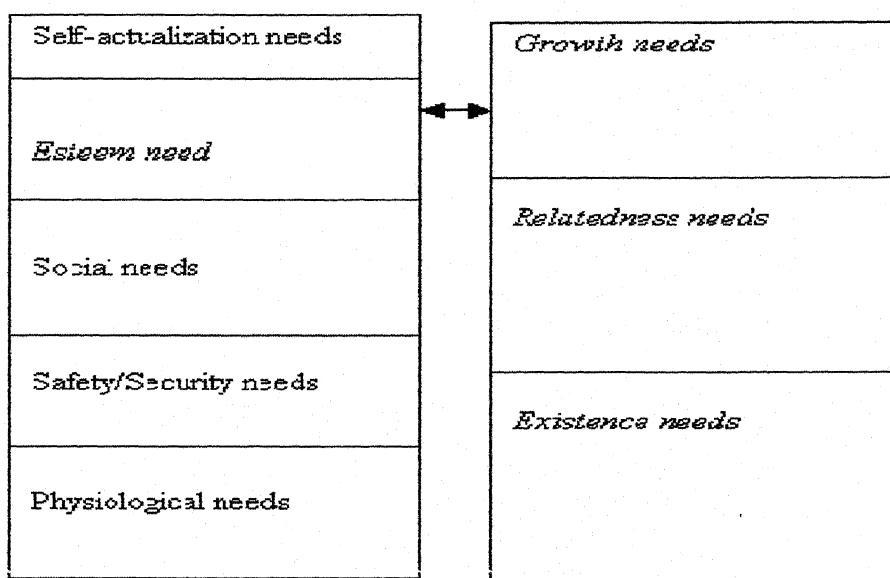 Self-actualization needs
Esteem need
Social needs
Safety/Security needs
Physiological needs
Growth needs
Relatedness needs
Existence needs